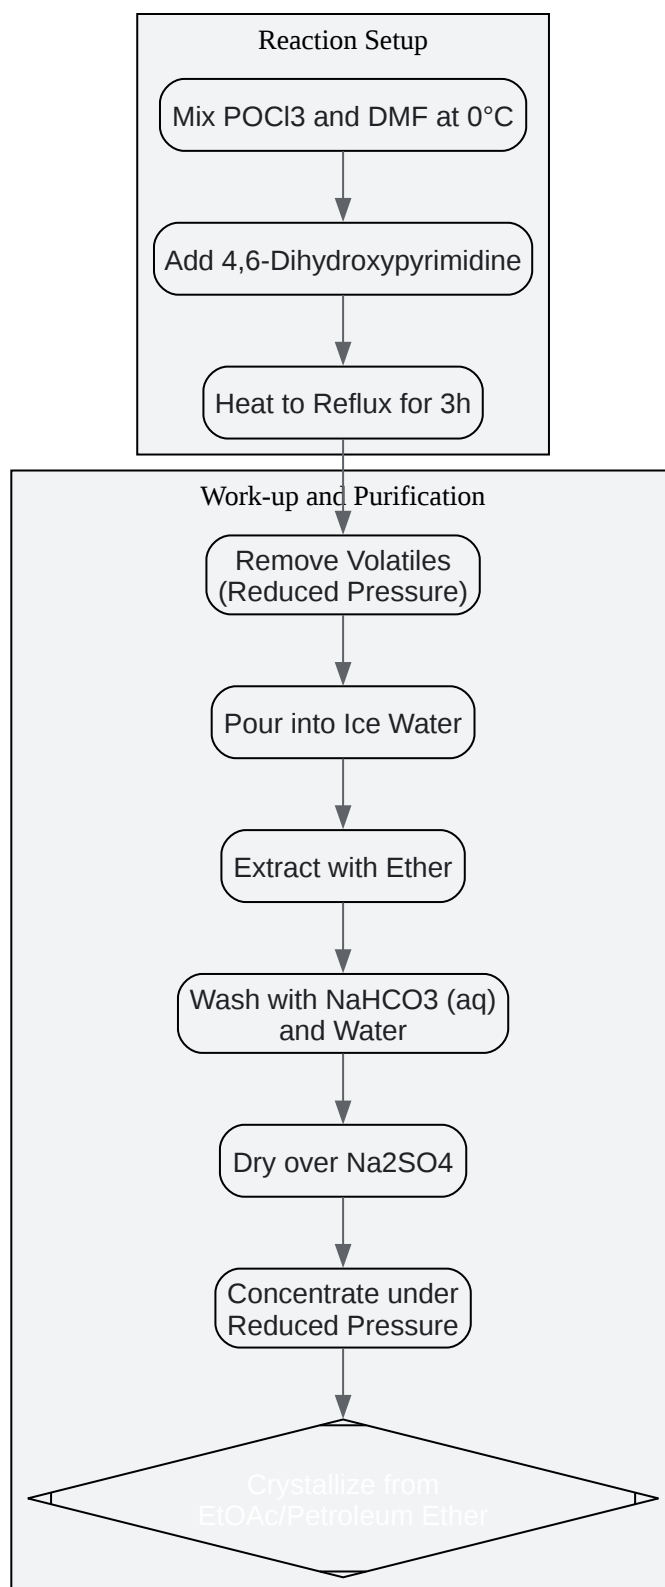 Reaction Setup
Mix POCl3 and DMF at 0°C
Add 4,6-Dihydroxypyrimidine
Heat to Reflux for 3h
Work-up and Purification
Remove Volatiles
(Reduced Pressure)
Pour into Ice Water
Extract with Ether
Wash with NaHCO3 (aq)
and Water
Dry over Na2SO4
Concentrate under
Reduced Pressure
Crystallize from
EtOAc/Petroleum Ether